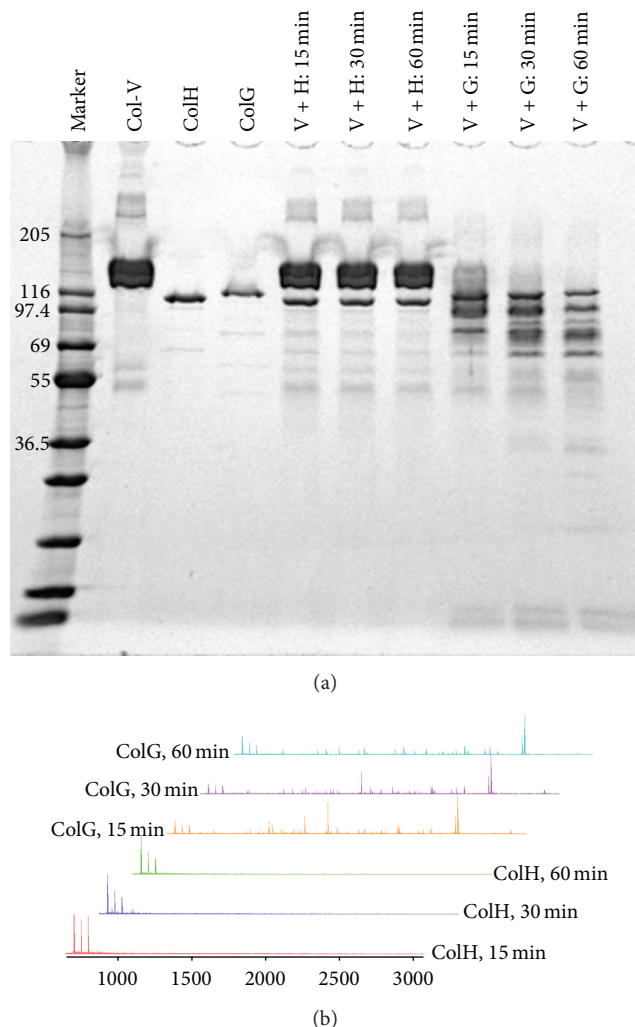 Marker
Col-V
ColH
ColG
V + H: 15 min
V + H: 30 min
V + H: 60 min
V + G: 15 min
V + G: 30 min
V + G: 60 min
205
116
97.4
69
55
36.5
(a)
ColG, 60 min
ColG, 30 min
ColG, 15 min
ColH, 60 min
ColH, 30 min
ColH, 15 min
1000 1500 2000 2500 3000
(b)